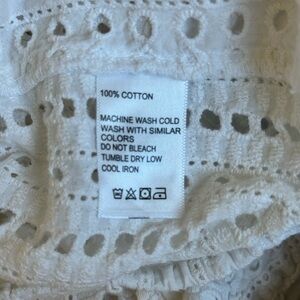 100% COTTON
MACHINE WASH COLD
WASH WITH SIMILAR
COLORS
DO NOT BLEACH
TUMBLE DRY LOW
COOL IRON